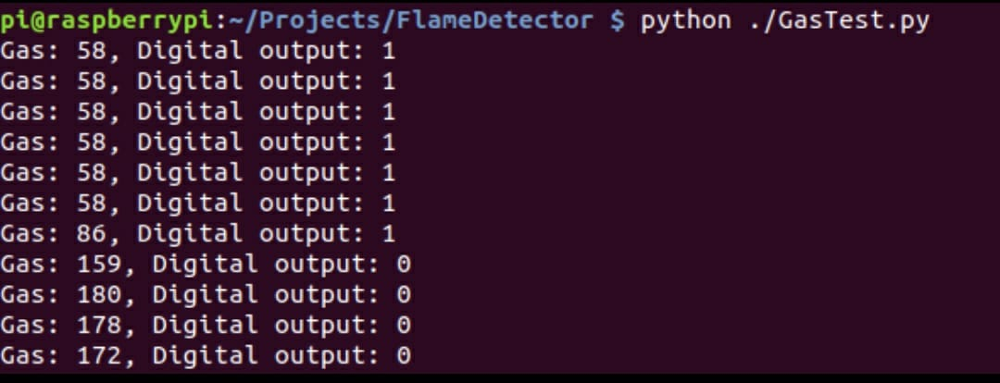 pi@raspberrypi:~/Projects/FlameDetector $ python ./GasTest.py
Gas: 58, Digital output: 1
Gas: 58, Digital output: 1
Gas: 58, Digital output: 1
Gas: 58, Digital output: 1
Gas: 58, Digital output: 1
Gas: 58, Digital output: 1
Gas: 86, Digital output: 1
Gas: 159, Digital output: 0
Gas: 180, Digital output: 0
Gas: 178, Digital output: 0
Gas: 172, Digital output: 0